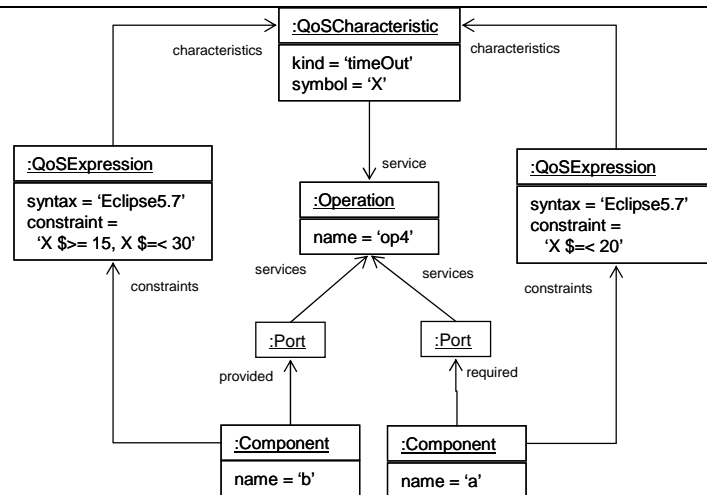 :QoSCharacteristic
characteristics
characteristics
kind = ‘timeOut’
symbol = ‘X’
:QoSExpression
syntax = ‘Eclipse5.7’
constraint =
‘X $>= 15, X $=< 30’
service
:QoSExpression
syntax = ‘Eclipse5.7’
constraint =
‘X $=< 20’
:Operation
name = ‘op4’
services
services
constraints
constraints
:Port
:Port
provided
required
:Component
name = ‘b’
:Component
name = ‘a’